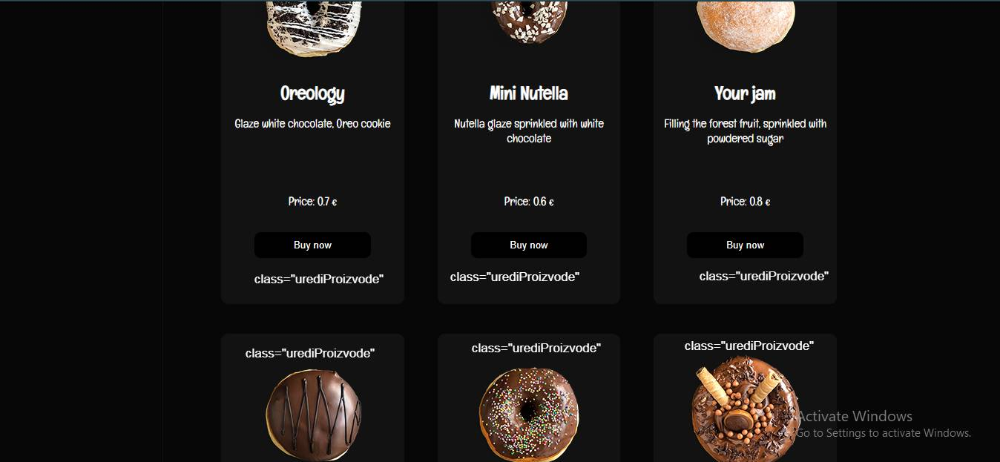 Oreology
Mini Nutella
Your jam
Glaze white chocolate, Oreo cookie
Nutella glaze sprinkled with white
chocolate
Filling the forest fruit, sprinkled with
powdered sugar
Price: 0.7 €
Price: 0.6 €
Price: 0.8 €
Buy now
Buy now
Buy now
class="urediProizvode"
class="urediProizvode"
class="urediProizvode"
class="urediProizvode"
class="urediProizvode"
class="urediProizvode"
Activate Windows
Go to Settings to activate Windows.